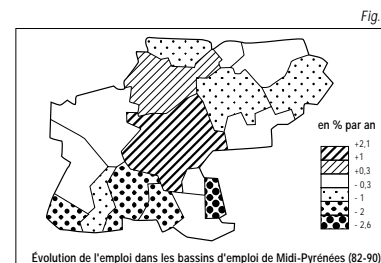 Fig.
en % par an
+2,1
+1
+0,3
- 0,3
- 1
- 2
- 2,6
Évolution de l'emploi dans les bassins d'emploi de Midi-Pyrénées (82-90)